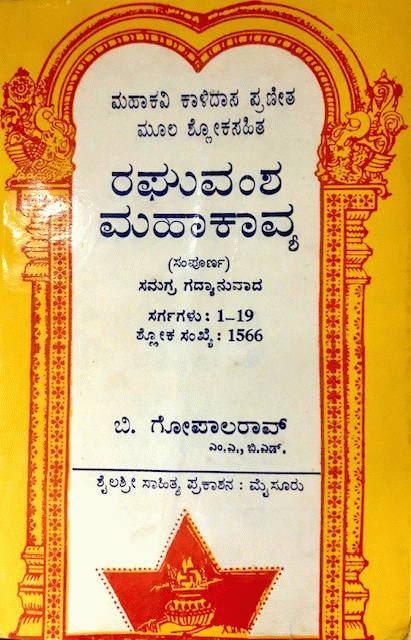 ಮಹಾಕವಿ ಕಾಳಿದಾಸ ಪ್ರಣೀತ
ಮೂಲ ಶ್ಲೋಕಸಹಿತ
ರಘುವಂಶ
ಮಹಾಕಾವ್ಯ
(ಸಂಪೂರ್ಣ)
ಸಮಗ್ರ ಗದ್ಯಾನುವಾದ
ಸರ್ಗಗಳು : 1-19
ಶ್ಲೋಕ ಸಂಖ್ಯೆ : 1566
ಬಿ. ಗೋಪಾಲರಾವ್
ಎಂ.ಎ., ಬಿ.ಎಡ್.
ಶೈಲಶ್ರೀ ಸಾಹಿತ್ಯ ಪ್ರಕಾಶನ : ಮೈಸೂರು